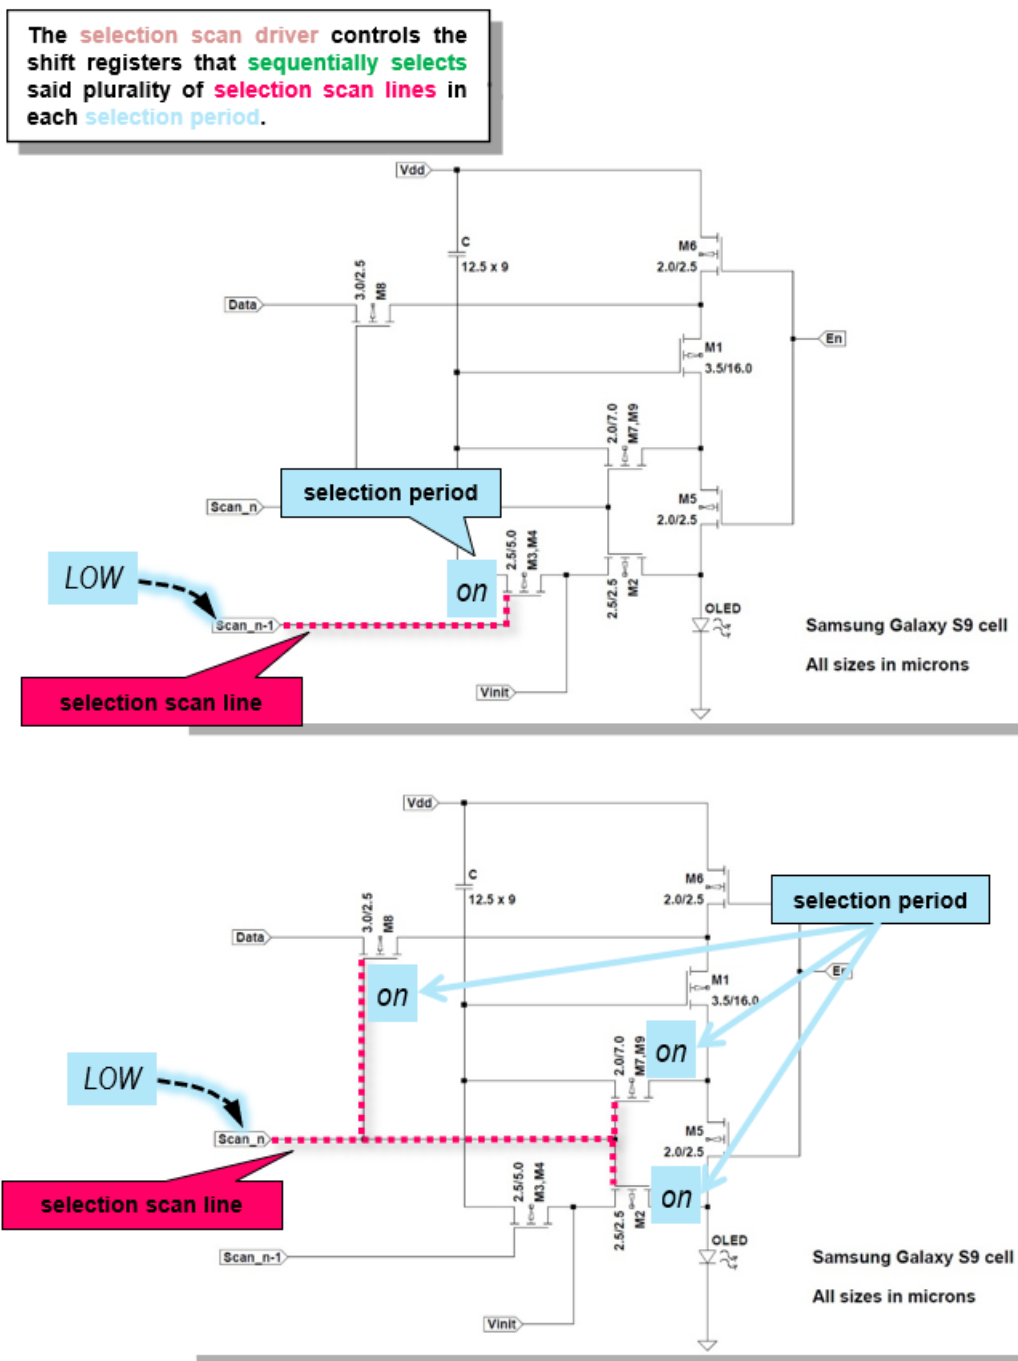 The selection scan driver controls the
shift registers that sequentially selects
said plurality of selection scan lines in
each selection period.
Vdd
C
12.5 x 9
M6
2.0/2.5
3.0/2.5
M8
Data
En
M1
3.5/16.0
2.0/7.0
M7,M9
selection period
Scan_n
M5
2.0/2.5
LOW
on
2.5/5.0
M3,M4
2.5/2.5
M2
Scan_n-1
OLED
Samsung Galaxy S9 cell
All sizes in microns
selection scan line
Vinit
Vdd
C
12.5 x 9
M6
2.0/2.5
selection period
3.0/2.5
M8
Data
on
En
M1
3.5/16.0
2.0/7.0
M7,M9
on
LOW
Scan_n
M5
2.0/2.5
selection scan line
2.5/5.0
M3,M4
2.5/2.5
M2
on
Scan_n-1
OLED
Samsung Galaxy S9 cell
All sizes in microns
Vinit